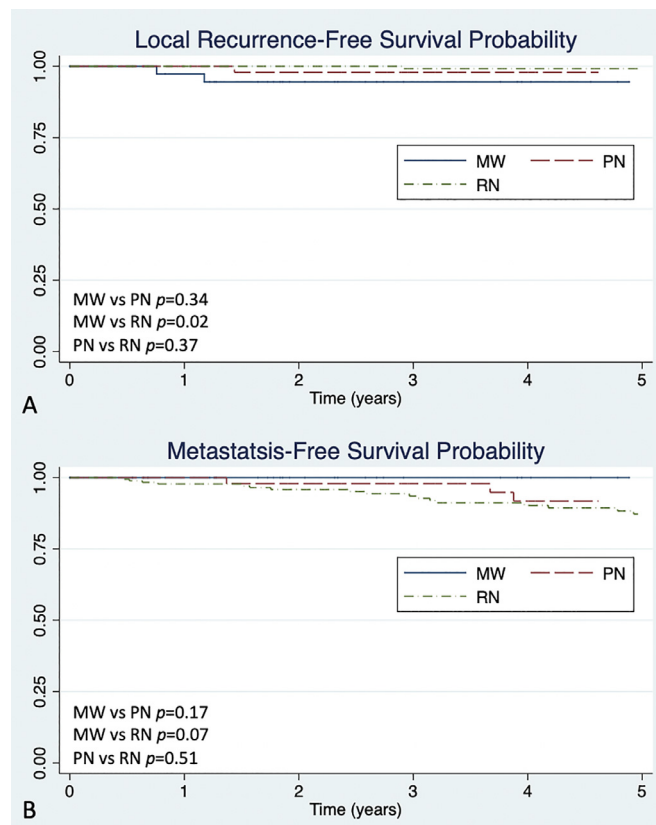 Local Recurrence-Free Survival Probability
1.00
0.75
0.50
0.25
0.00
MW
PN
RN
MW vs PN p=0.34
MW vs RN p=0.02
PN vs RN p=0.37
0 1 2 3 4 5
Time (years)
A
Metastatsis-Free Survival Probability
1.00
0.75
0.50
0.25
0.00
MW
PN
RN
MW vs PN p=0.17
MW vs RN p=0.07
PN vs RN p=0.51
0 1 2 3 4 5
Time (years)
B